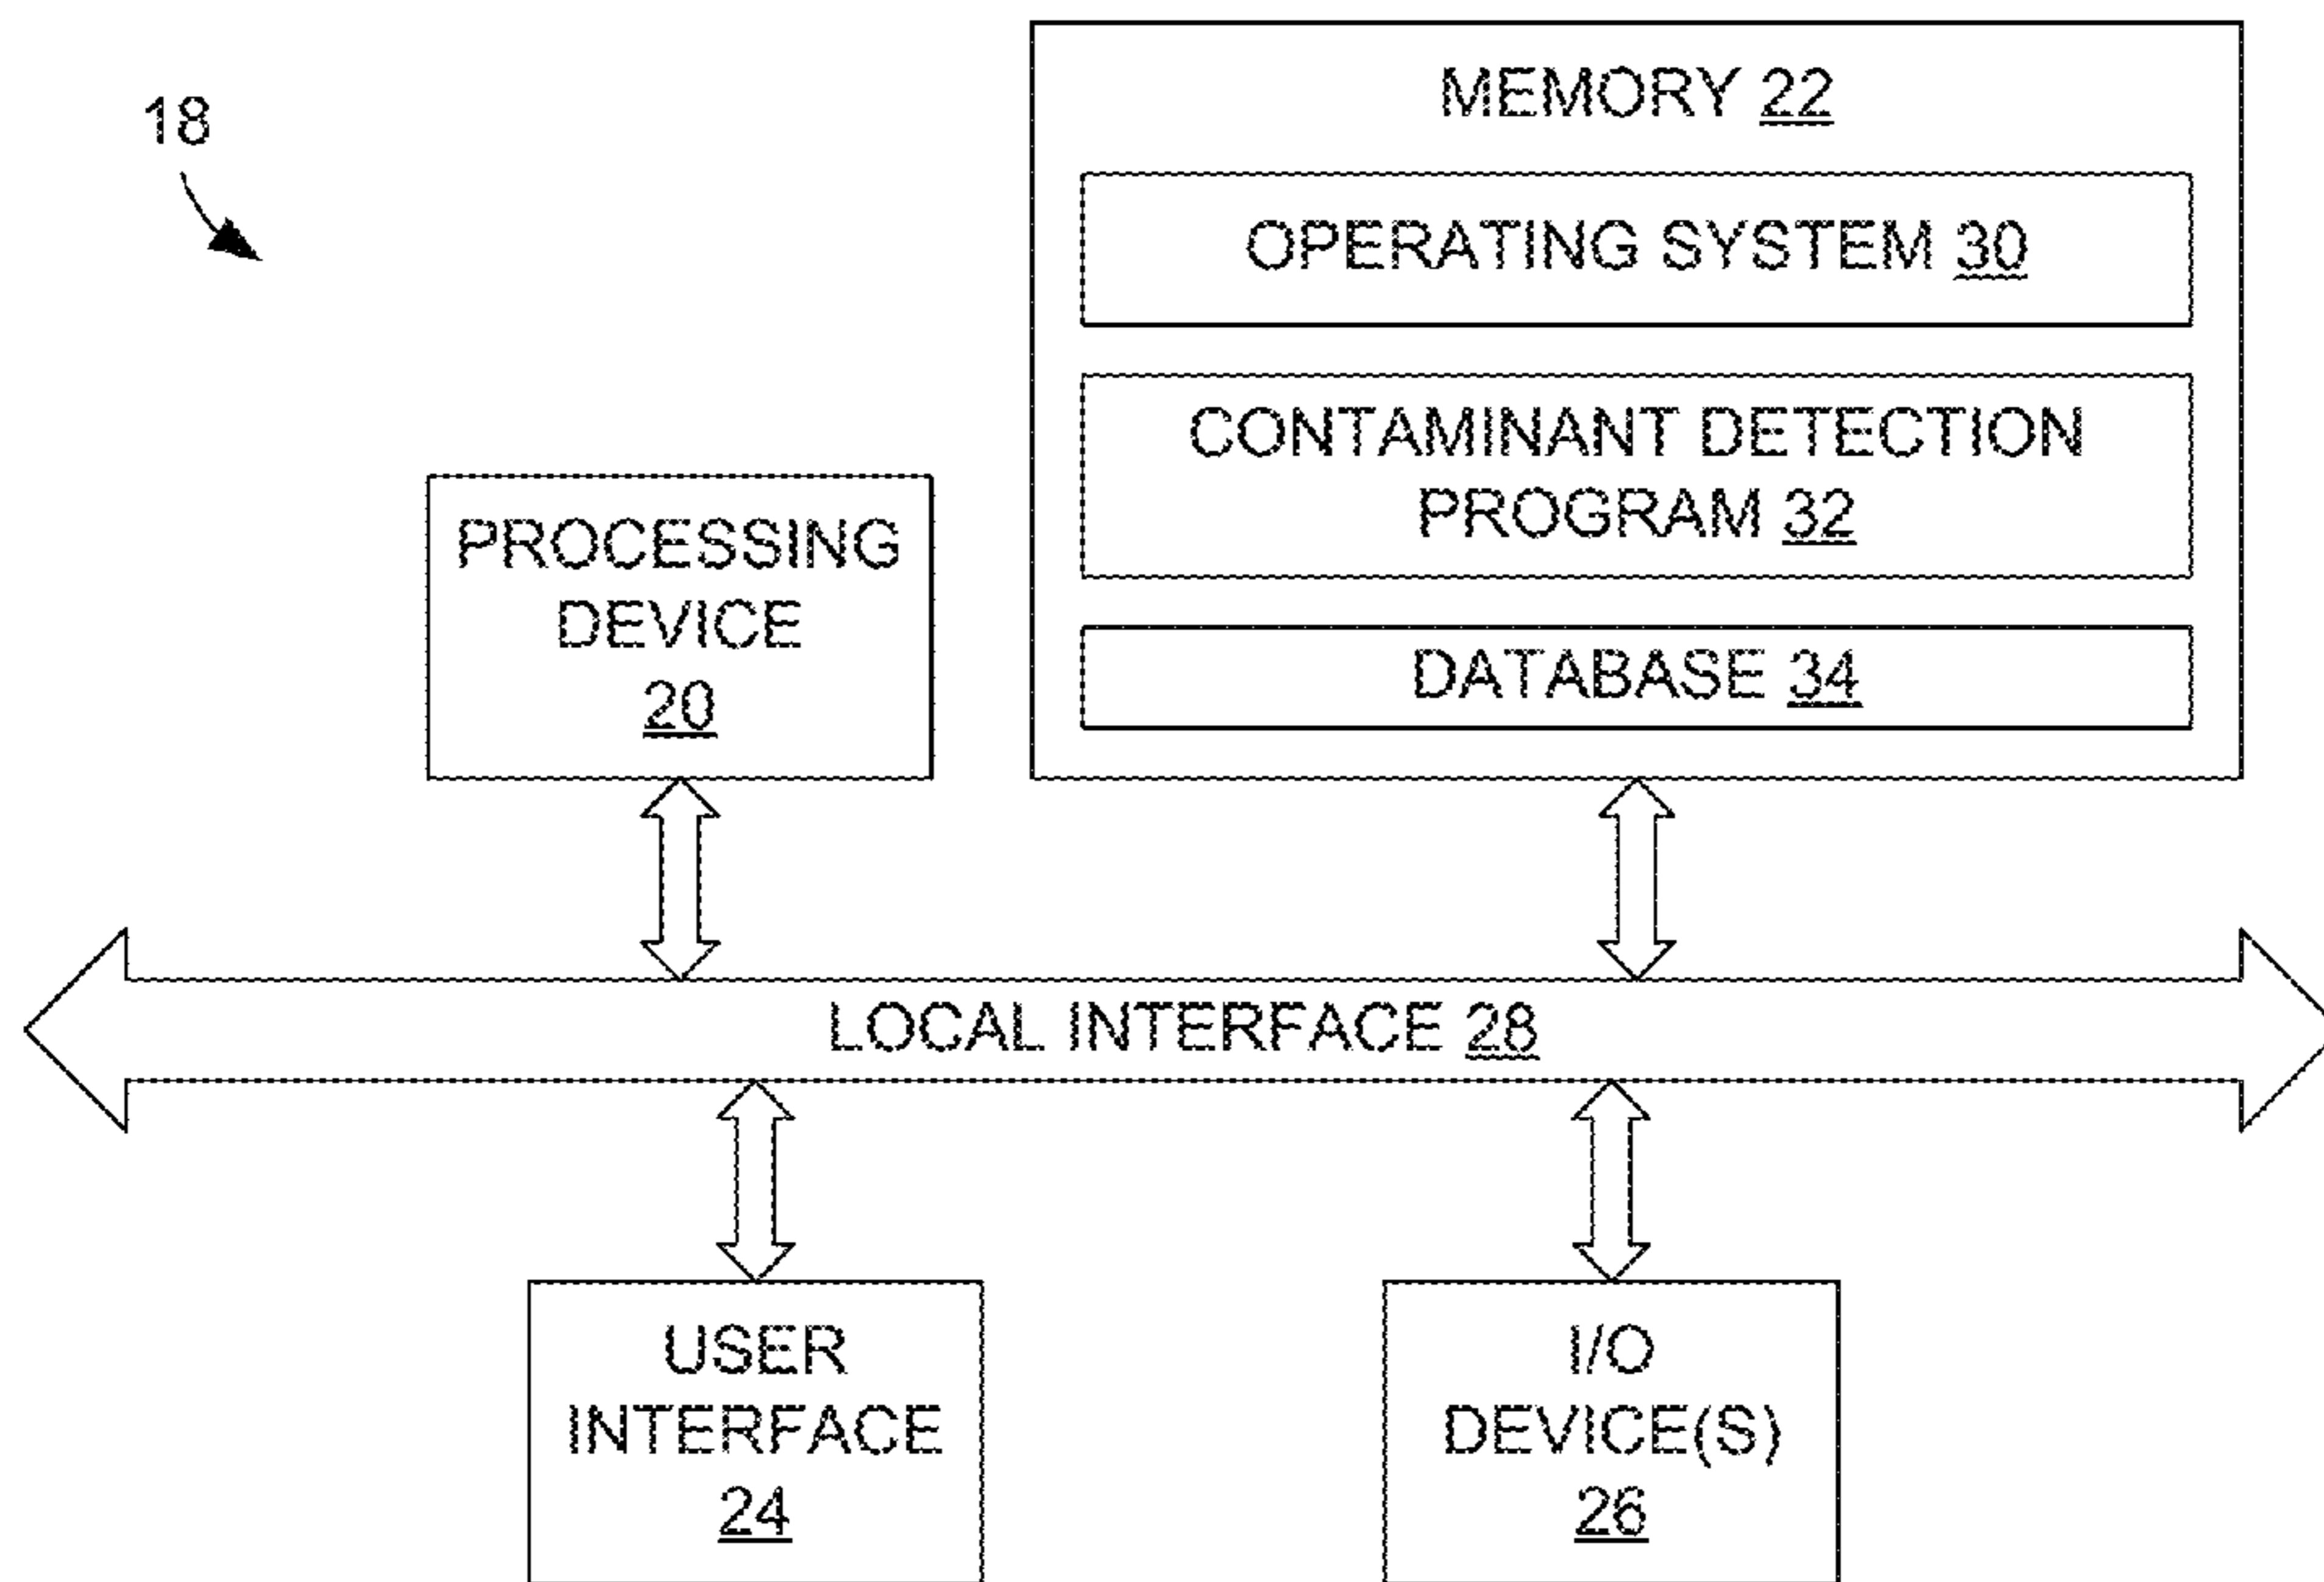 18
MEMORY 22
OPERATING SYSTEM 30
CONTAMINANT DETECTION
PROGRAM 32
DATABASE 34
PROCESSING
DEVICE
20
LOCAL INTERFACE 28
USER
INTERFACE
24
I/O
DEVICE(S)
26